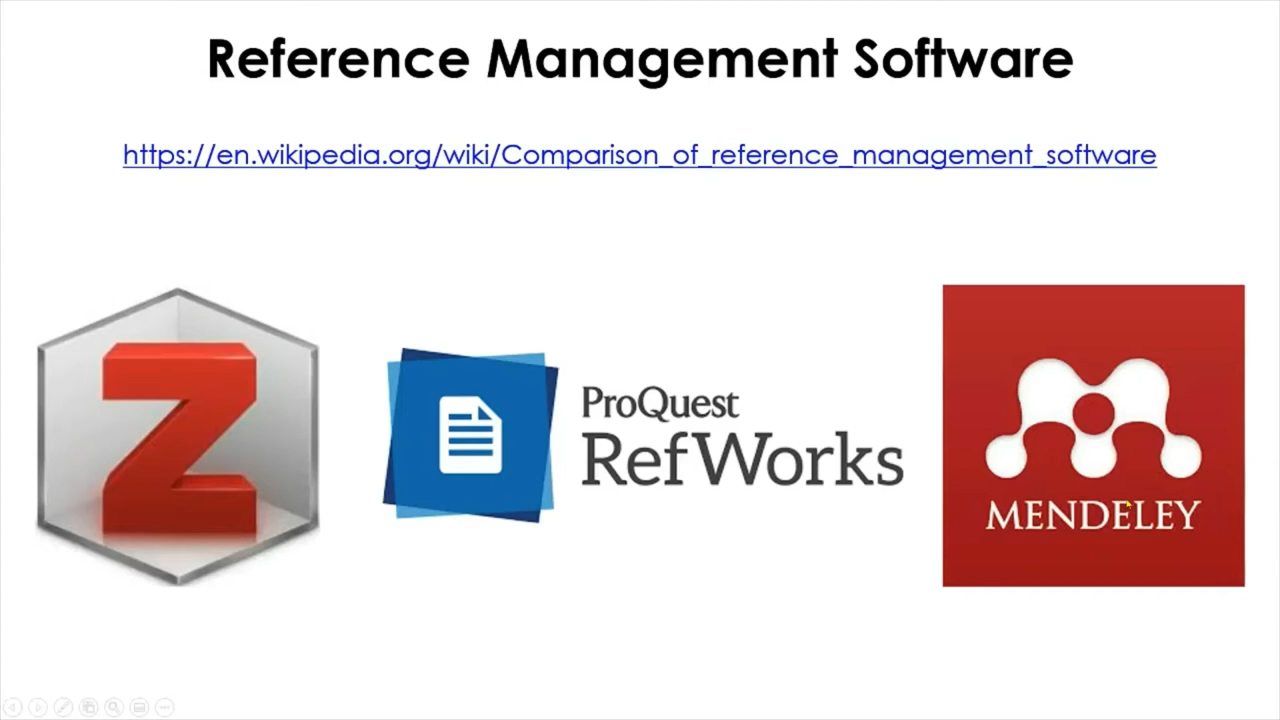 Reference Management Software
https://en.wikipedia.org/wiki/Comparison_of_reference_management_software
Z
ProQuest
RefWorks
MENDELEY